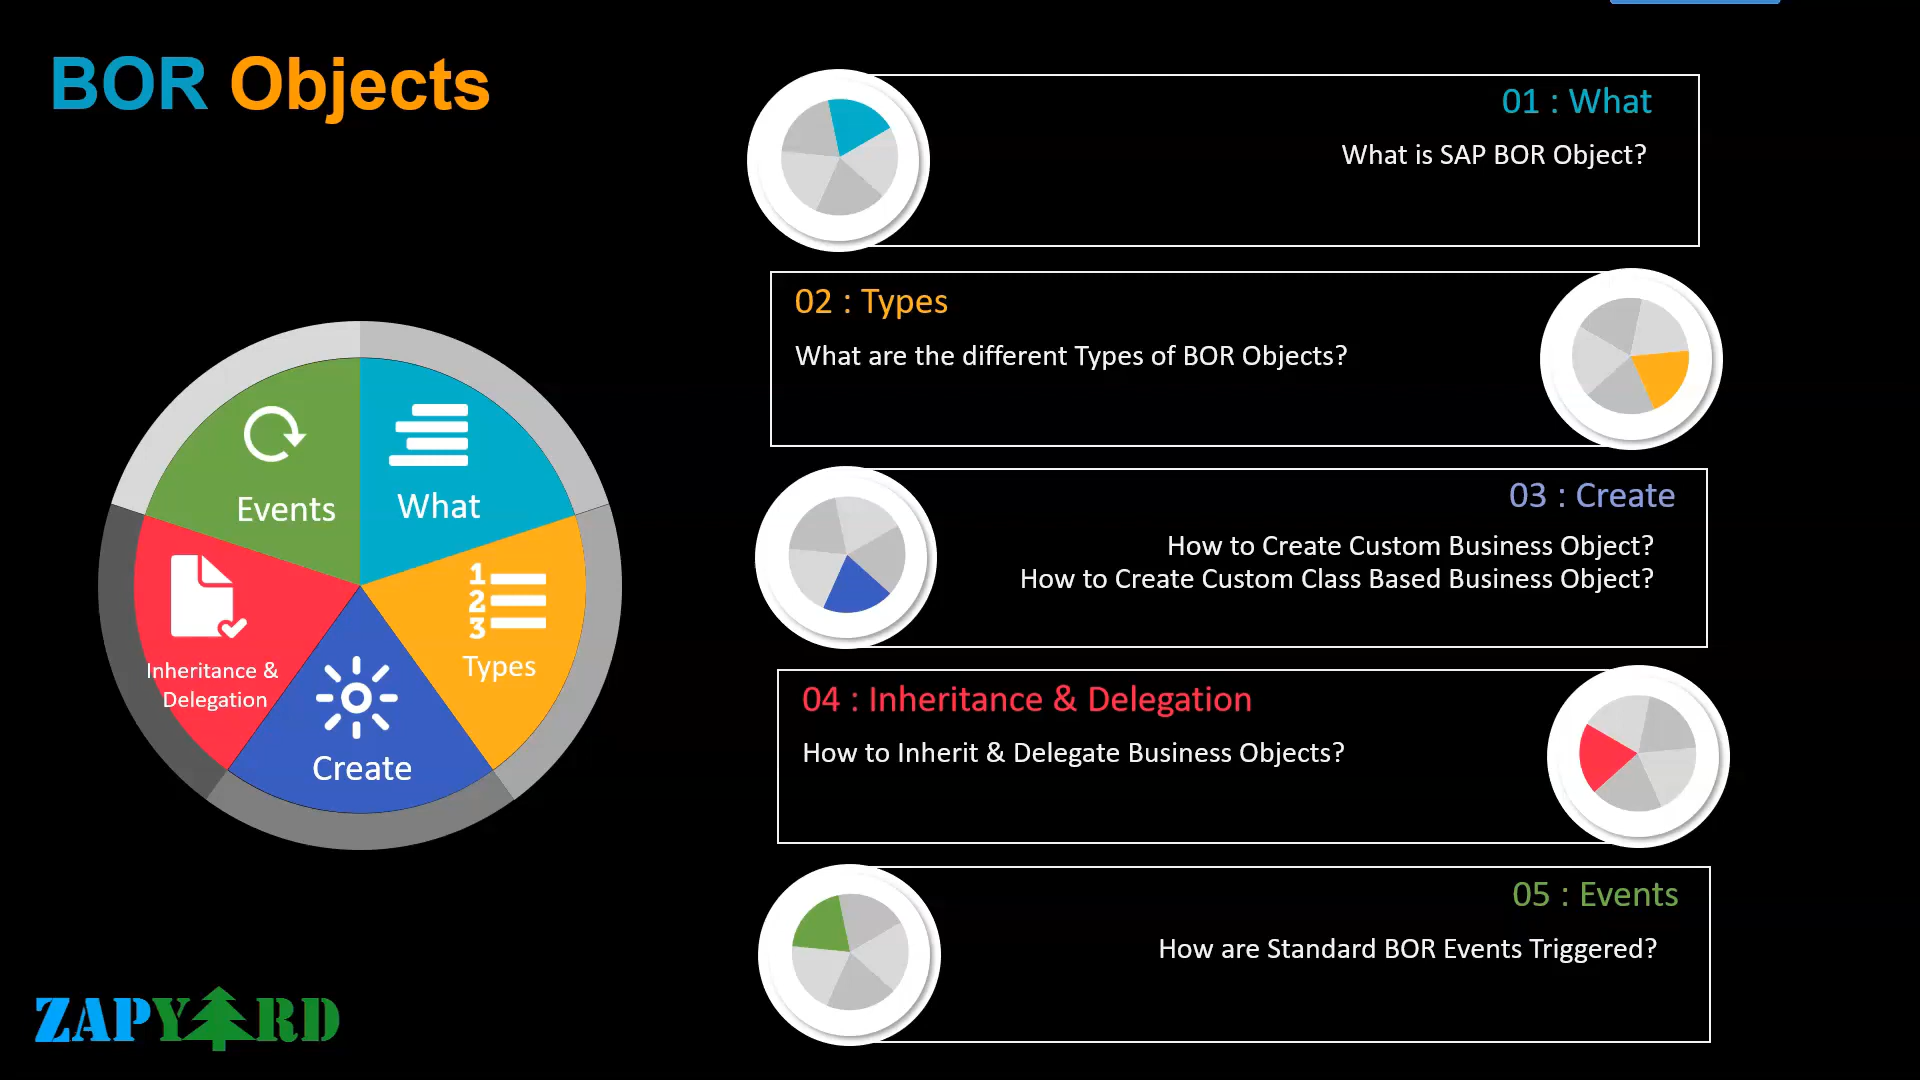 BOR Objects
Events
What
1
2
3
Types
Inheritance &
Delegation
Create
01 : What
What is SAP BOR Object?
02 : Types
What are the different Types of BOR Objects?
03 : Create
How to Create Custom Business Object?
How to Create Custom Class Based Business Object?
04 : Inheritance & Delegation
How to Inherit & Delegate Business Objects?
05 : Events
How are Standard BOR Events Triggered?
ZAPYARD